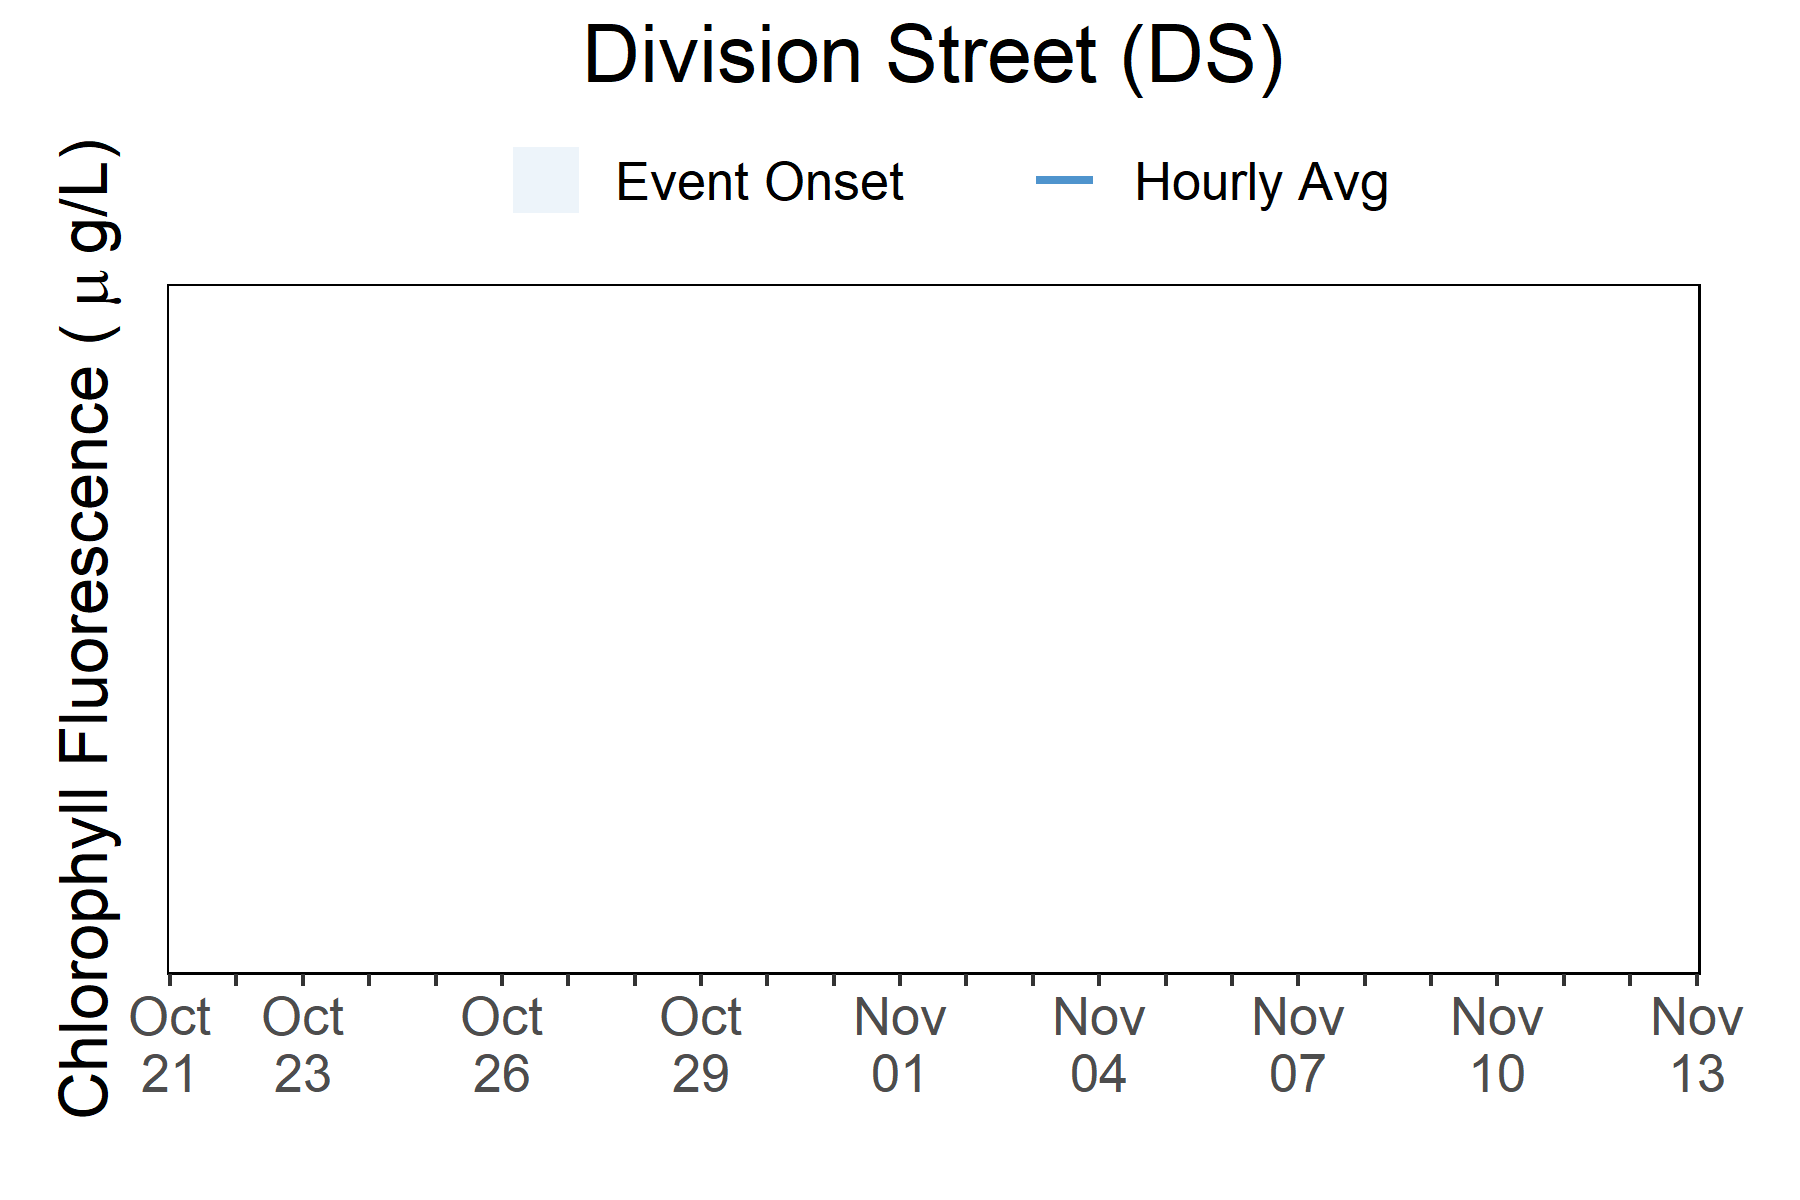 Division Street (DS)
Event Onset
Hourly Avg
Chlorophyll Fluorescence ( μ g/L)
Oct Oct Oct Oct Nov Nov Nov Nov Nov
21 23 26 29 01 04 07 10 13